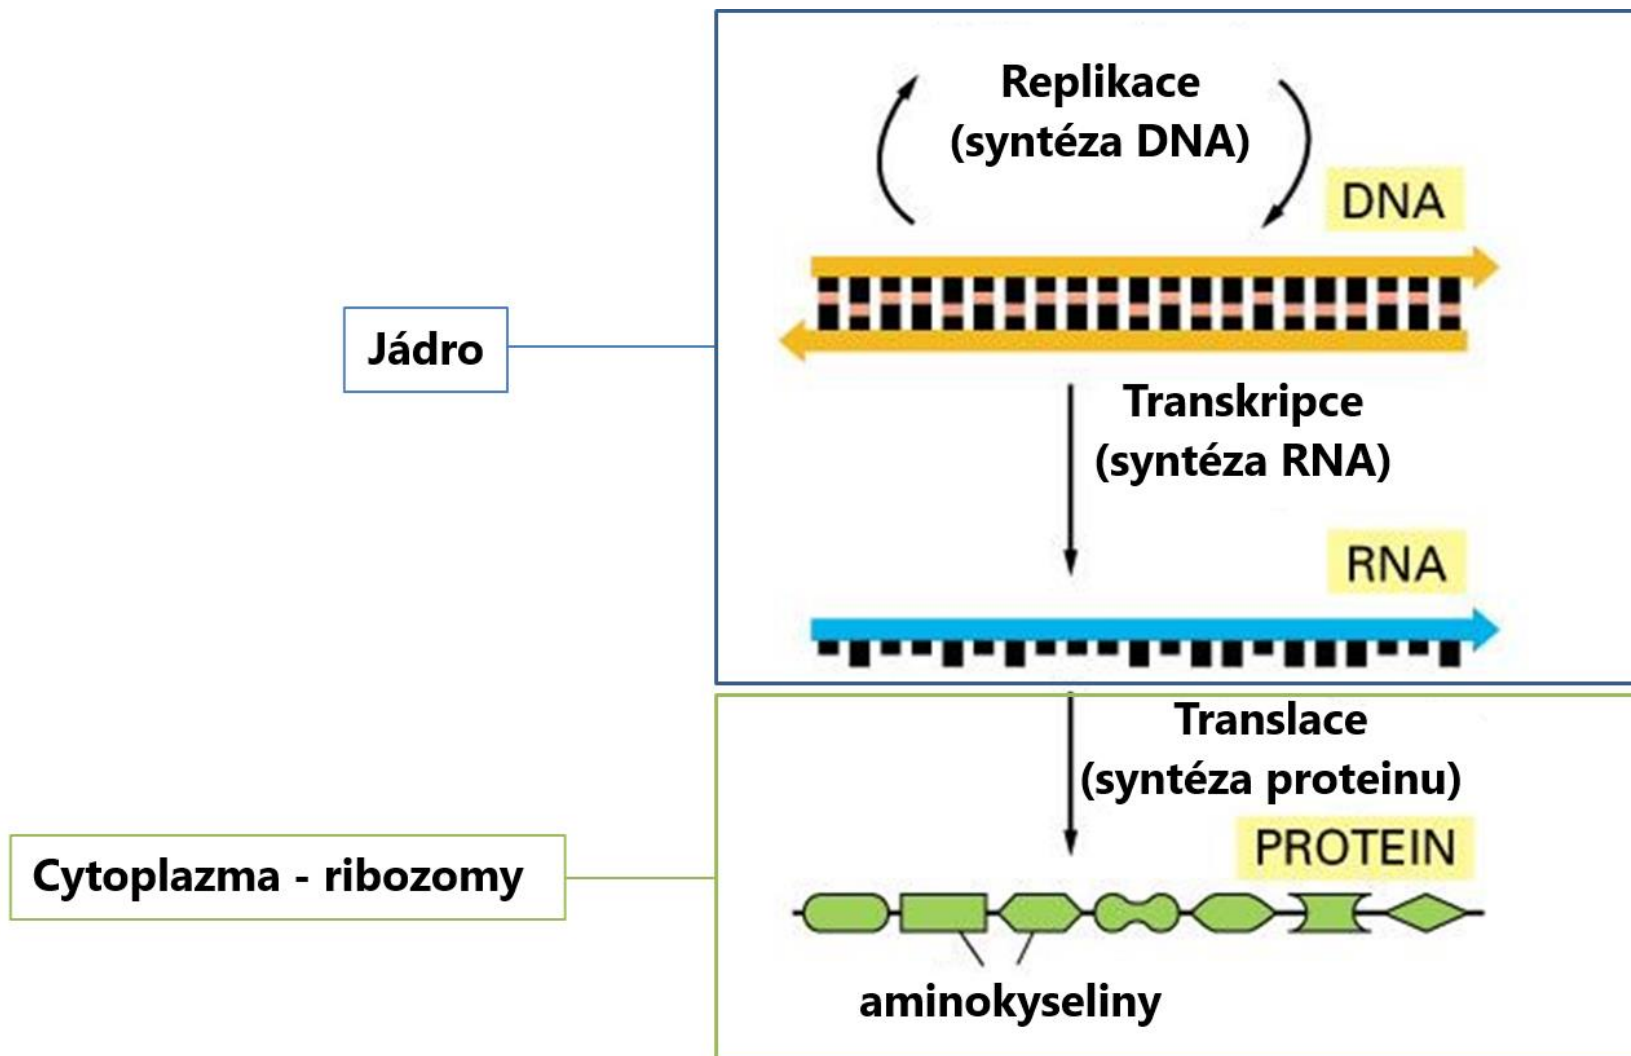 Replikace
(syntéza DNA)
DNA
Jádro
Transkripce
(syntéza RNA)
RNA
Translace
(syntéza proteinu)
PROTEIN
Cytoplazma - ribozomy
aminokyseliny